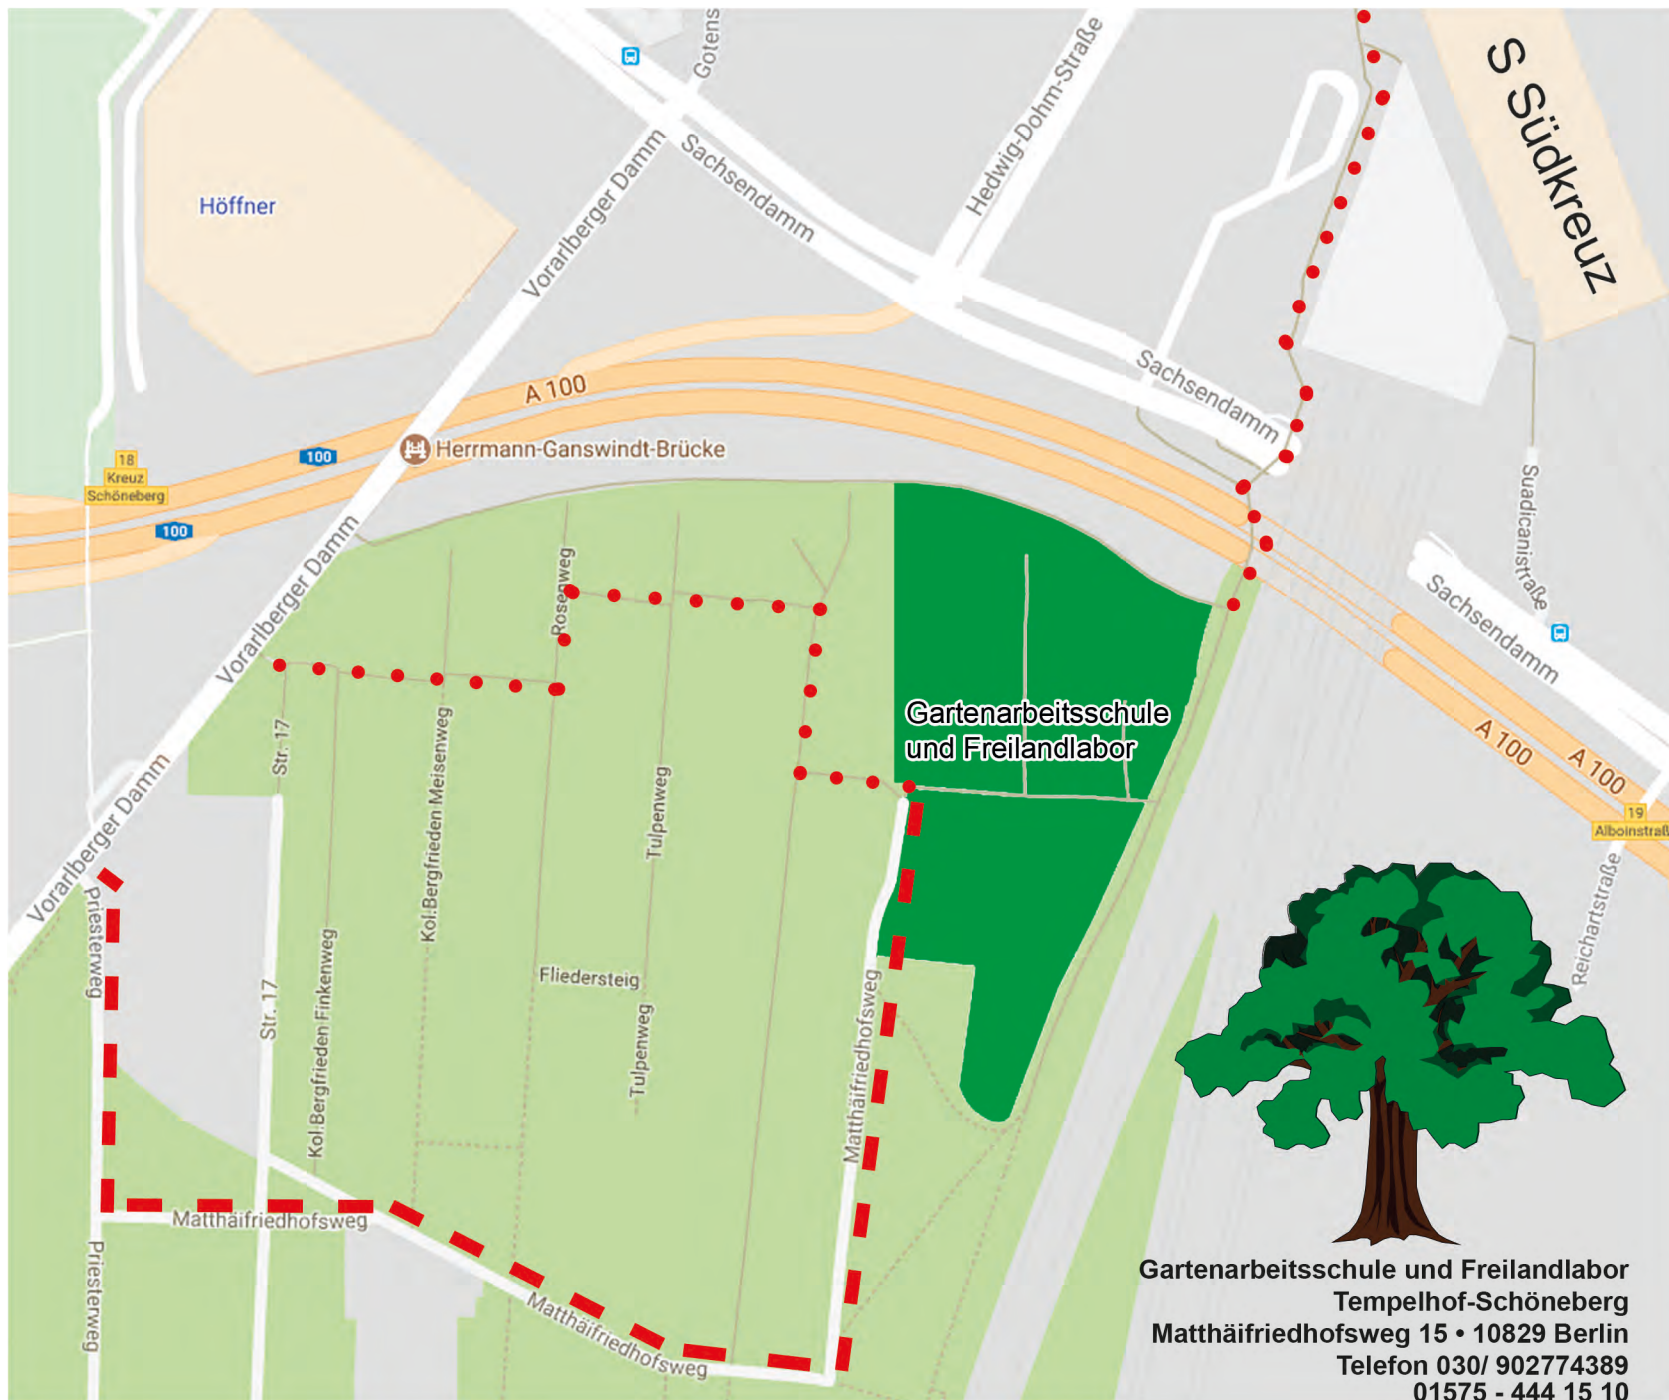 Gotens
S Südkreuz
Hedwig-Dohm-Straße
Höffner
Vorarlberger Damm
Sachsendamm
Sachsendamm
A 100
100
Herrmann-Ganswindt-Brücke
18
Kreuz
Schöneberg
100
Vorarlberger Damm
Rosenweg
Suadicanistraße
Sachsendamm
Gartenarbeitsschule
und Freilandlabor
Str. 17
Kol.Bergfrieden Meisenweg
Tulpenweg
A 100
A 100
19
Alboinstraß
Vorarlberger Damm
Priesterweg
Reichartstraße
Fliedersteig
Kol.Bergfrieden Finkenweg
Str. 17
Tulpenweg
Matthäifriedhofsweg
Matthäifriedhofsweg
Priesterweg
Matthäifriedhofsweg
Gartenarbeitsschule und Freilandlabor
Tempelhof-Schöneberg
Matthäifriedhofsweg 15 • 10829 Berlin
Telefon 030/ 902774389
01575 - 444 15 10